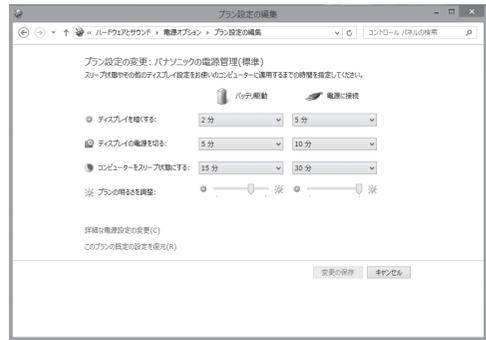 プラン設定の編集
« ハードウェアとサウンド › 電源オプション › プラン設定の編集
コントロール パネルの検索
プラン設定の変更: パナソニックの電源管理(標準)
スリープ状態やその他のディスプレイ設定をお使いのコンピューターに適用するまでの時間を指定してください。
バッテリ駆動 電源に接続
ディスプレイを暗くする: 2 分 5 分
ディスプレイの電源を切る: 5 分 10 分
コンピューターをスリープ状態にする: 15 分 30 分
プランの明るさを調整:
詳細な電源設定の変更(C)
このプランの既定の設定を復元(R)
変更の保存 キャンセル